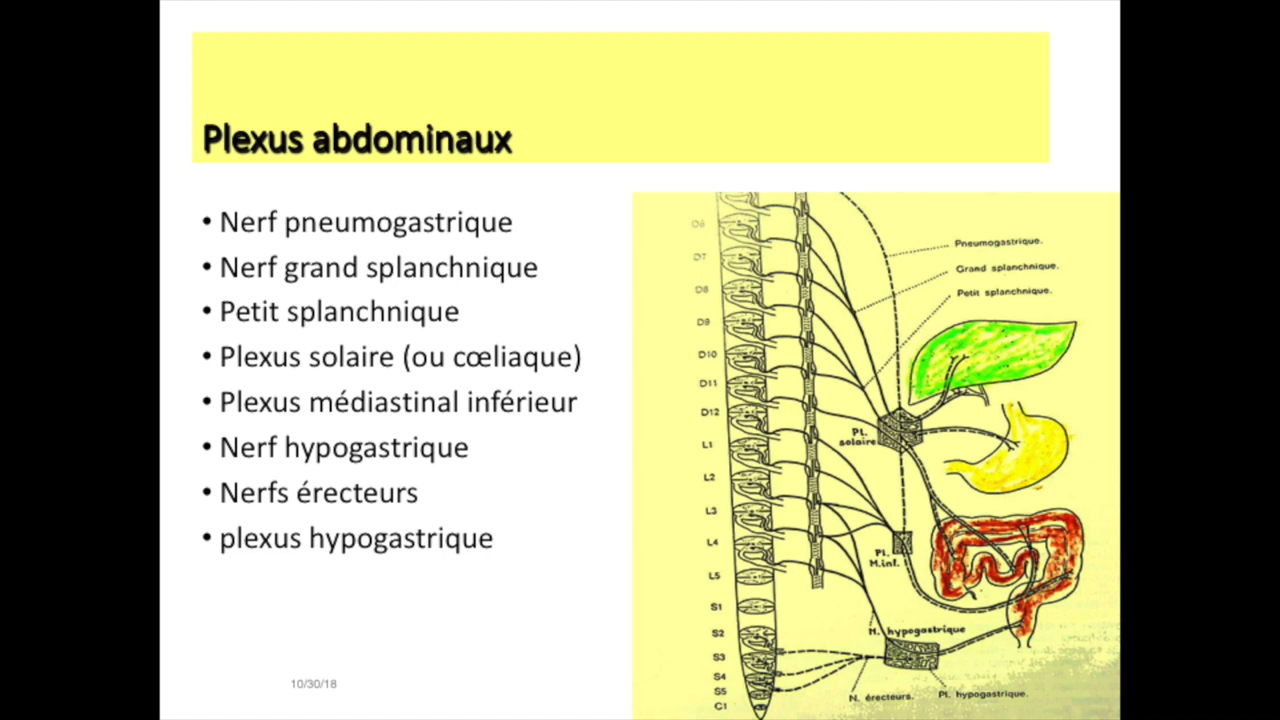 Plexus abdominaux
• Nerf pneumogastrique
• Nerf grand splanchnique
• Petit splanchnique
• Plexus solaire (ou cœliaque)
• Plexus médiastinal inférieur
• Nerf hypogastrique
• Nerfs érecteurs
• plexus hypogastrique
10/30/18
D6
D7
D8
D9
D10
D11
D12
L1
L2
L3
L4
L5
S1
S2
S3
S4
S5
C1
Pneumogastrique.
Grand splanchnique.
Petit splanchnique.
Pl.
solaire
Pl.
M.inf.
N. hypogastrique
N. érecteurs.
Pl. hypogastrique.